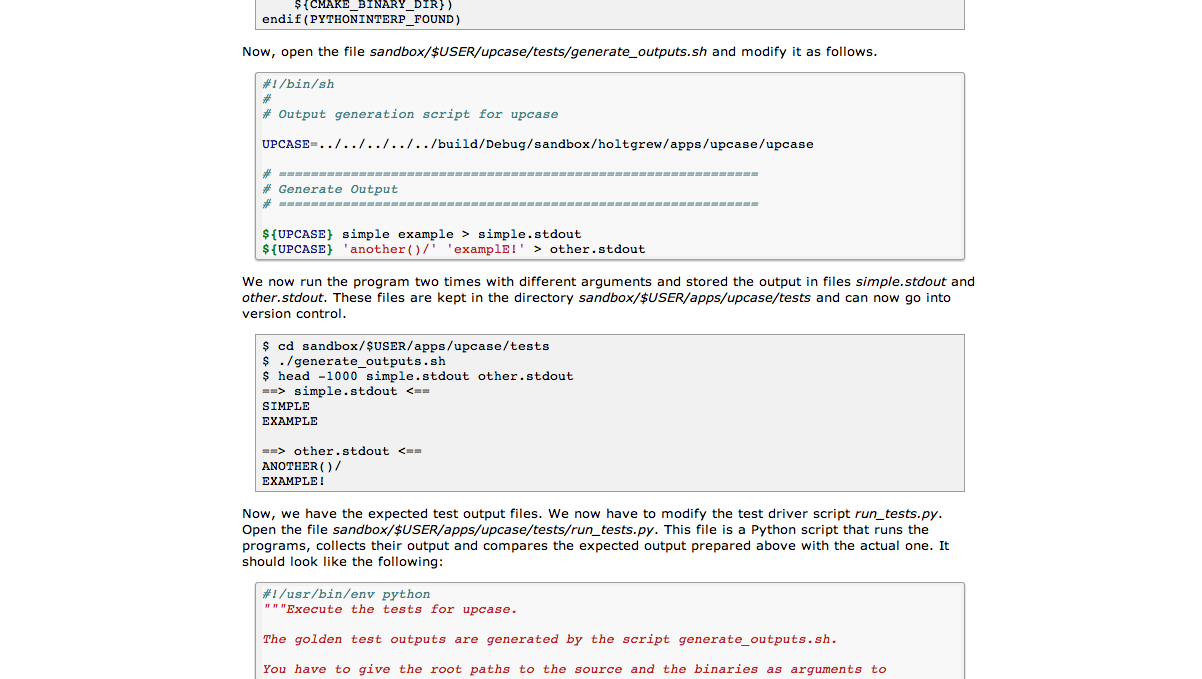 ${CMAKE_BINARY_DIR})
endif(PYTHONINTERP_FOUND)
Now, open the file sandbox/$USER/upcase/tests/generate_outputs.sh and modify it as follows.
#!/bin/sh
#
# Output generation script for upcase
UPCASE=../../../../../build/Debug/sandbox/holtgrew/apps/upcase/upcase
# ============================================================
# Generate Output
# ============================================================
${UPCASE} simple example > simple.stdout
${UPCASE} 'another()/' 'examplE!' > other.stdout
We now run the program two times with different arguments and stored the output in files simple.stdout and
other.stdout. These files are kept in the directory sandbox/$USER/apps/upcase/tests and can now go into
version control.
$ cd sandbox/$USER/apps/upcase/tests
$ ./generate_outputs.sh
$ head -1000 simple.stdout other.stdout
==> simple.stdout <==
SIMPLE
EXAMPLE
==> other.stdout <==
ANOTHER()/
EXAMPLE!
Now, we have the expected test output files. We now have to modify the test driver script run_tests.py.
Open the file sandbox/$USER/apps/upcase/tests/run_tests.py. This file is a Python script that runs the
programs, collects their output and compares the expected output prepared above with the actual one. It
should look like the following:
#!/usr/bin/env python
"""Execute the tests for upcase.
The golden test outputs are generated by the script generate_outputs.sh.
You have to give the root paths to the source and the binaries as arguments to